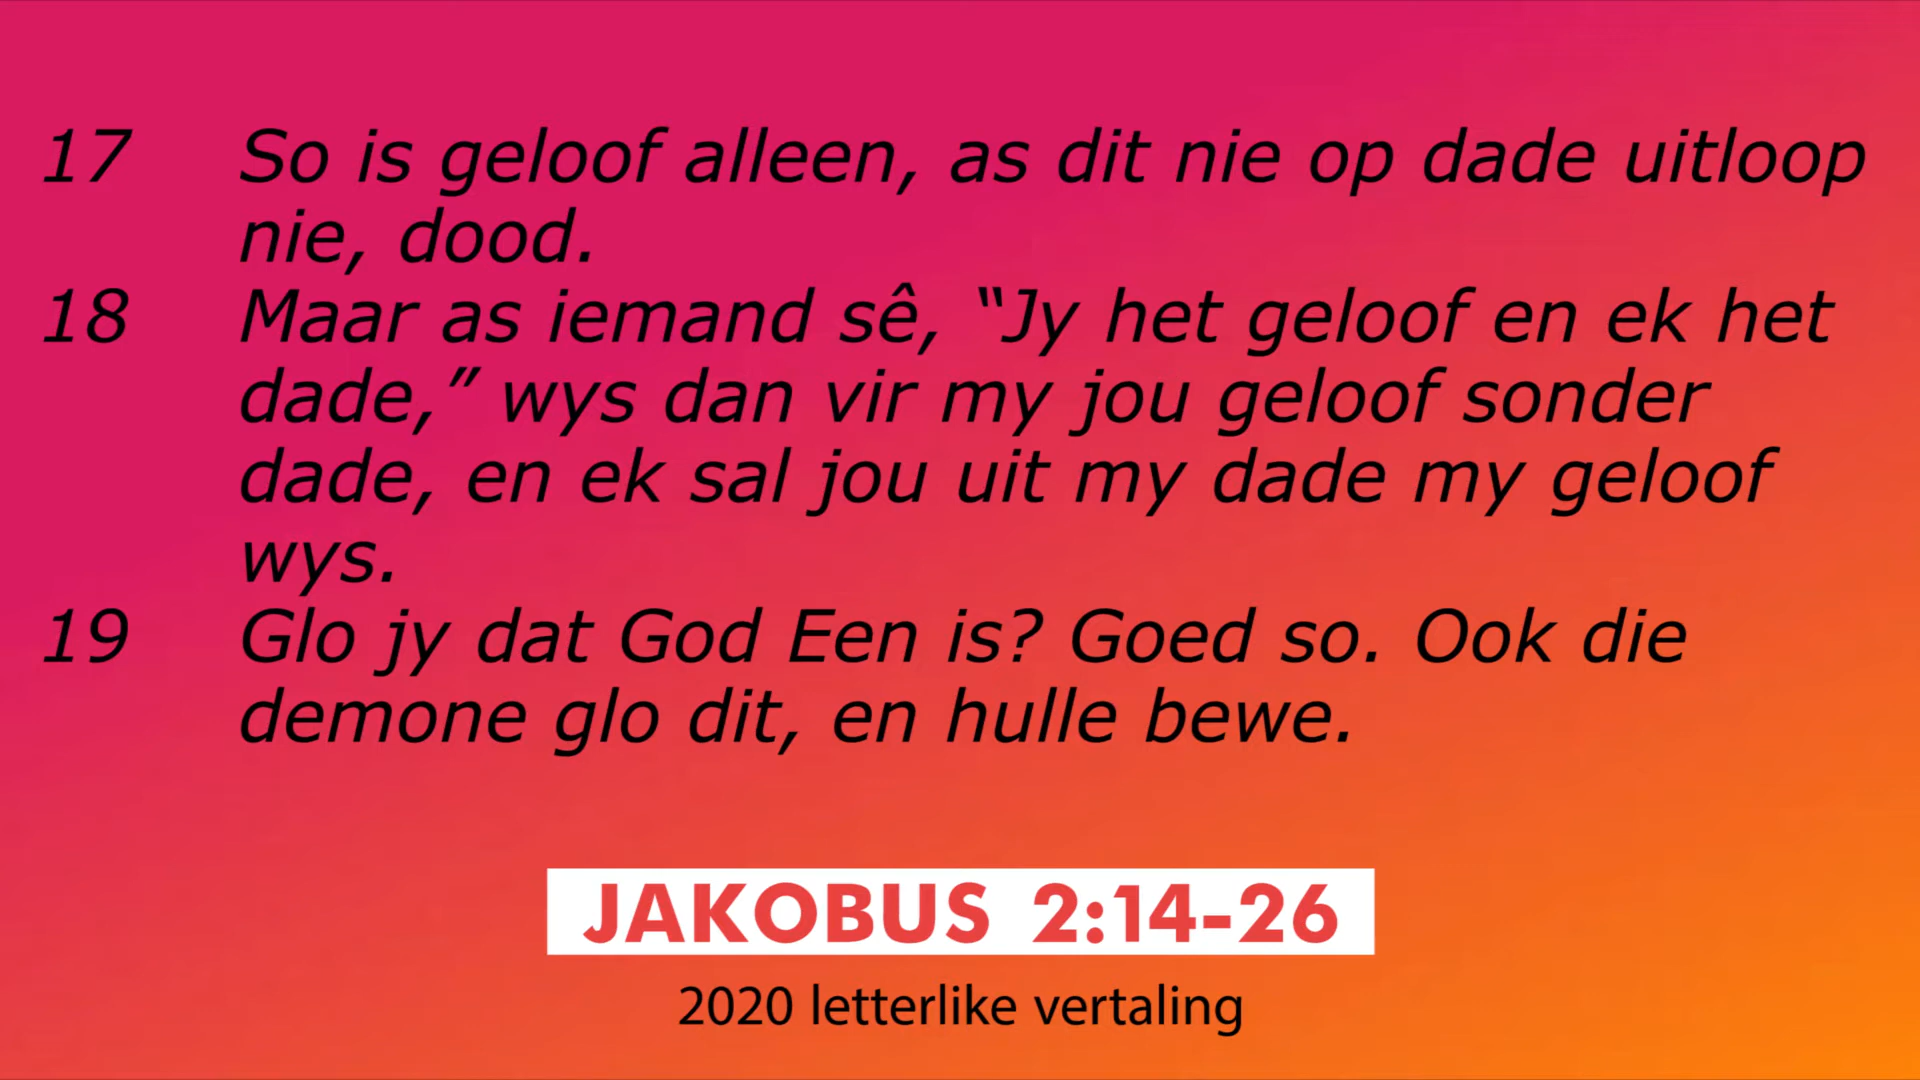 17 So is geloof alleen, as dit nie op dade uitloop
nie, dood.
18 Maar as iemand sê, “Jy het geloof en ek het
dade,” wys dan vir my jou geloof sonder
dade, en ek sal jou uit my dade my geloof
wys.
19 Glo jy dat God Een is? Goed so. Ook die
demone glo dit, en hulle bewe.
JAKOBUS 2:14-26
2020 letterlike vertaling